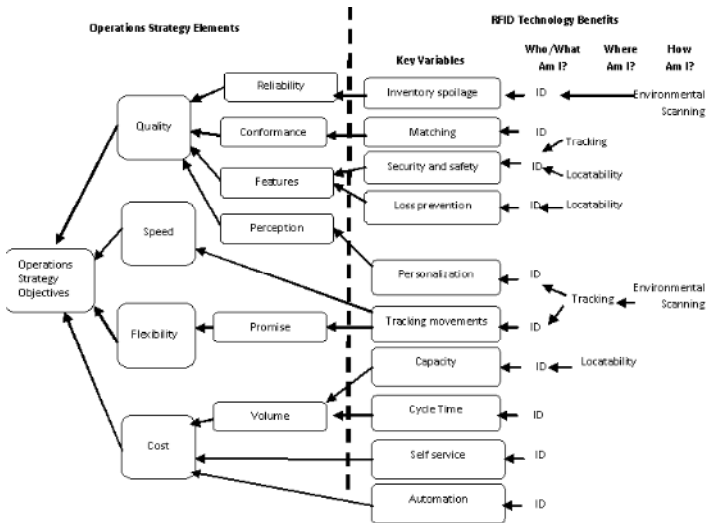 Operations Strategy Elements
RFID Technology Benefits
Key Variables
Who/What
Am I?
Where
Am I?
How
Am I?
Reliability
Inventory spoilage
ID
Environmental
Scanning
Quality
Conformance
Matching
ID
Tracking
Features
Security and safety
ID
Locatability
Loss prevention
ID
Locatability
Speed
Perception
Operations
Strategy
Objectives
Personalization
ID
Environmental
Scanning
Tracking
Flexibility
Promise
Tracking movements
ID
Capacity
ID
Locatability
Volume
Cycle Time
ID
Cost
Self service
ID
Automation
ID